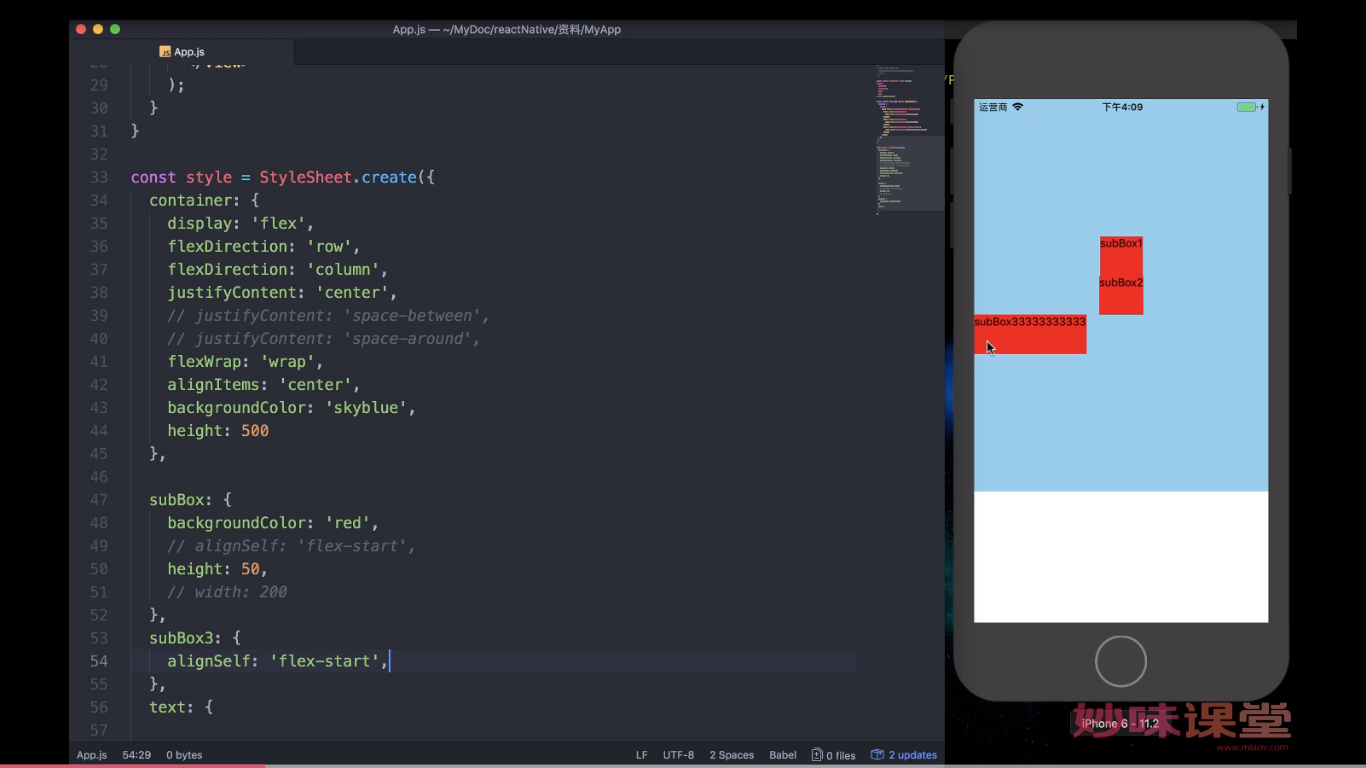 App.js — ~/MyDoc/reactNative/资料/MyApp
App.js
29 );
30 }
31 }
32
33 const style = StyleSheet.create({
34 container: {
35 display: 'flex',
36 flexDirection: 'row',
37 flexDirection: 'column',
38 justifyContent: 'center',
39 // justifyContent: 'space-between',
40 // justifyContent: 'space-around',
41 flexWrap: 'wrap',
42 alignItems: 'center',
43 backgroundColor: 'skyblue',
44 height: 500
45 },
46
47 subBox: {
48 backgroundColor: 'red',
49 // alignSelf: 'flex-start',
50 height: 50,
51 // width: 200
52 },
53 subBox3: {
54 alignSelf: 'flex-start',
55 },
56 text: {
57
App.js 54:29 0 bytes LF UTF-8 2 Spaces Babel 0 files 2 updates
运营商 下午4:09
subBox1
subBox2
subBox33333333333
iPhone 6 - 11.2
妙味课堂
www.miaov.com